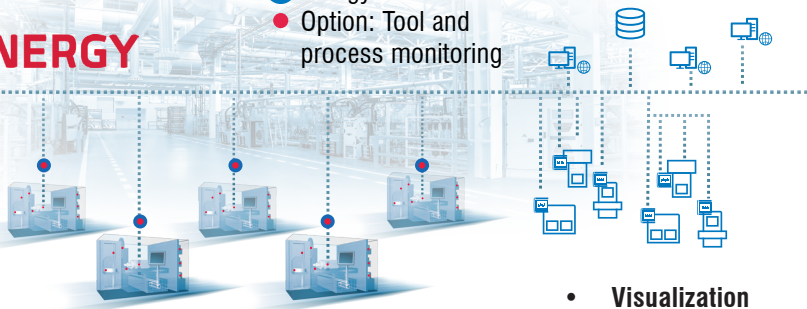 NERGY
• Option: Tool and
process monitoring
• Visualization